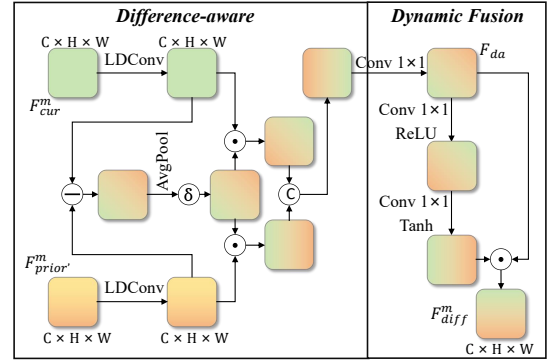 Difference-aware
Dynamic Fusion
C × H × W
C × H × W
LDConv
F^m_cur
Conv 1×1
F_da
Conv 1×1
ReLU
AvgPool
δ
C
Conv 1×1
Tanh
F^m_prior'
LDConv
C × H × W
C × H × W
F^m_diff
C × H × W